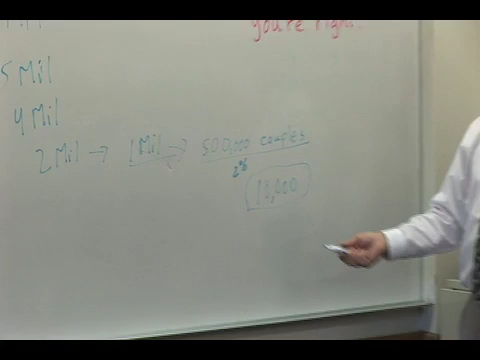 you're right...
5 Mil
4 Mil
2 Mil → 1 Mil → 500,000 couples
2%
10,000